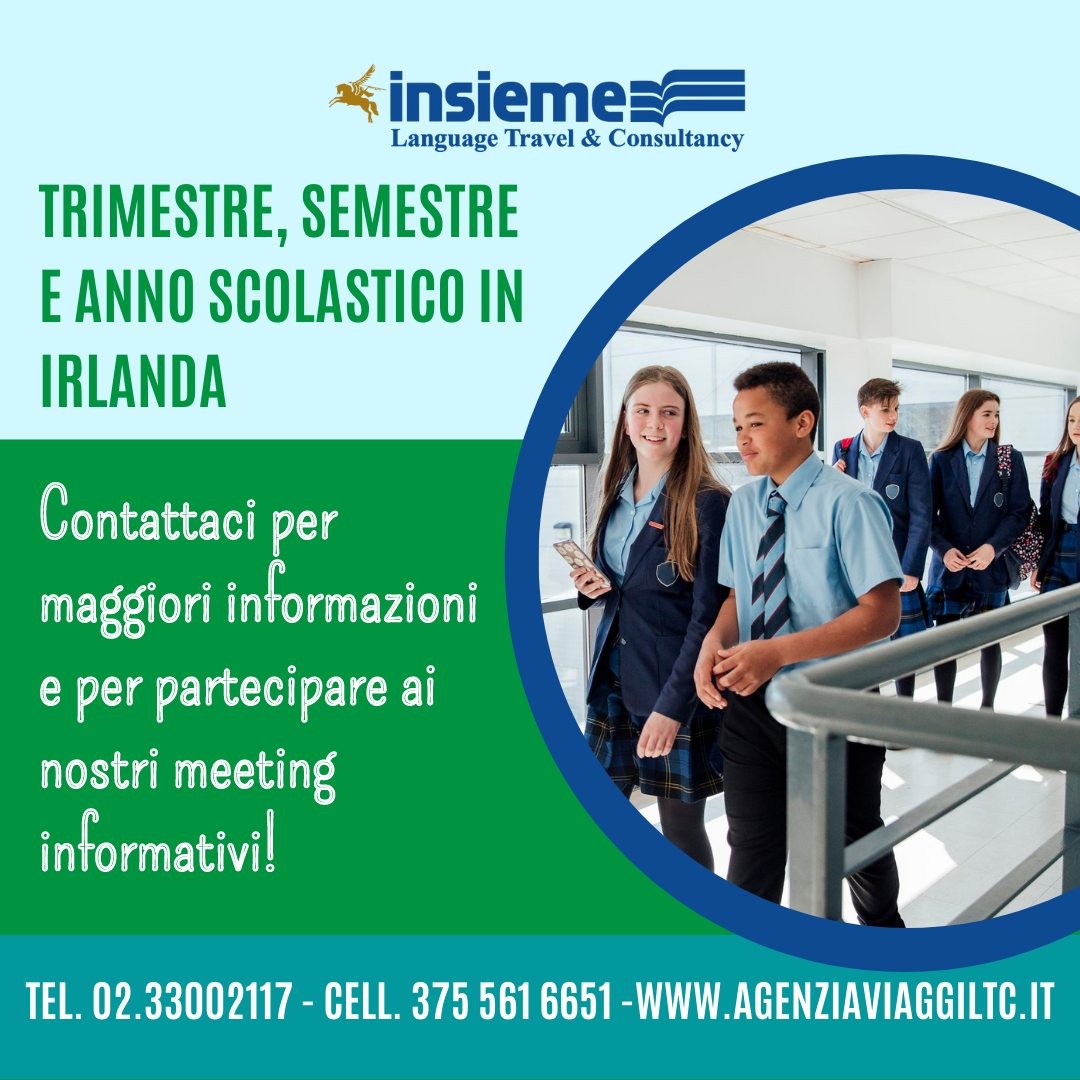 insieme
Language Travel & Consultancy
TRIMESTRE, SEMESTRE
E ANNO SCOLASTICO IN
IRLANDA
Contattaci per
maggiori informazioni
e per partecipare ai
nostri meeting
informativi!
TEL. 02.33002117 - CELL. 375 561 6651 -WWW.AGENZIAVIAGGILTC.IT